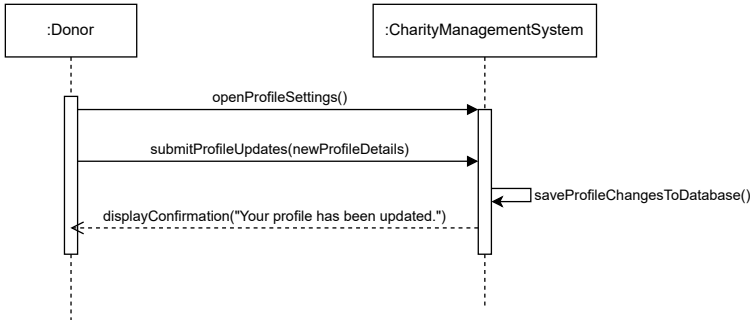 :Donor
:CharityManagementSystem
openProfileSettings()
submitProfileUpdates(newProfileDetails)
saveProfileChangesToDatabase()
displayConfirmation("Your profile has been updated.")